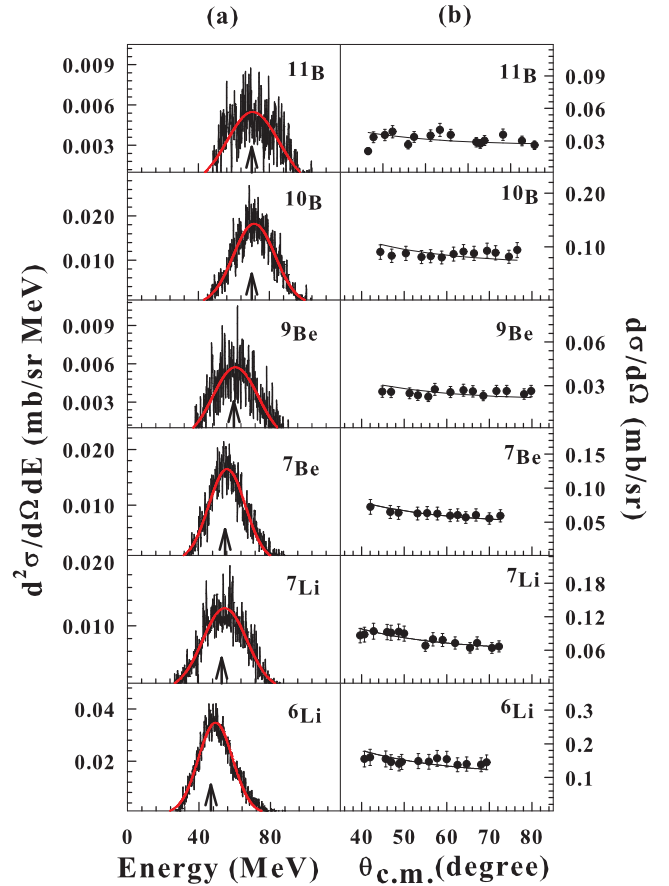 (a) (b)
0.009 11B 11B 0.09
0.006 0.06
0.003 0.03
0.020 10B 10B 0.20
0.010 0.10
0.009 9Be 9Be 0.06
0.006 0.03
0.003
0.020 7Be 7Be 0.15
0.010 0.10
0.05
0.020 7Li 7Li 0.18
0.010 0.12
0.06
0.04 6Li 6Li 0.3
0.02 0.2
0.1
0 40 80 40 50 60 70 80
Energy (MeV) θc.m.(degree)
d2σ/dΩdE (mb/sr MeV)
dσ/dΩ (mb/sr)